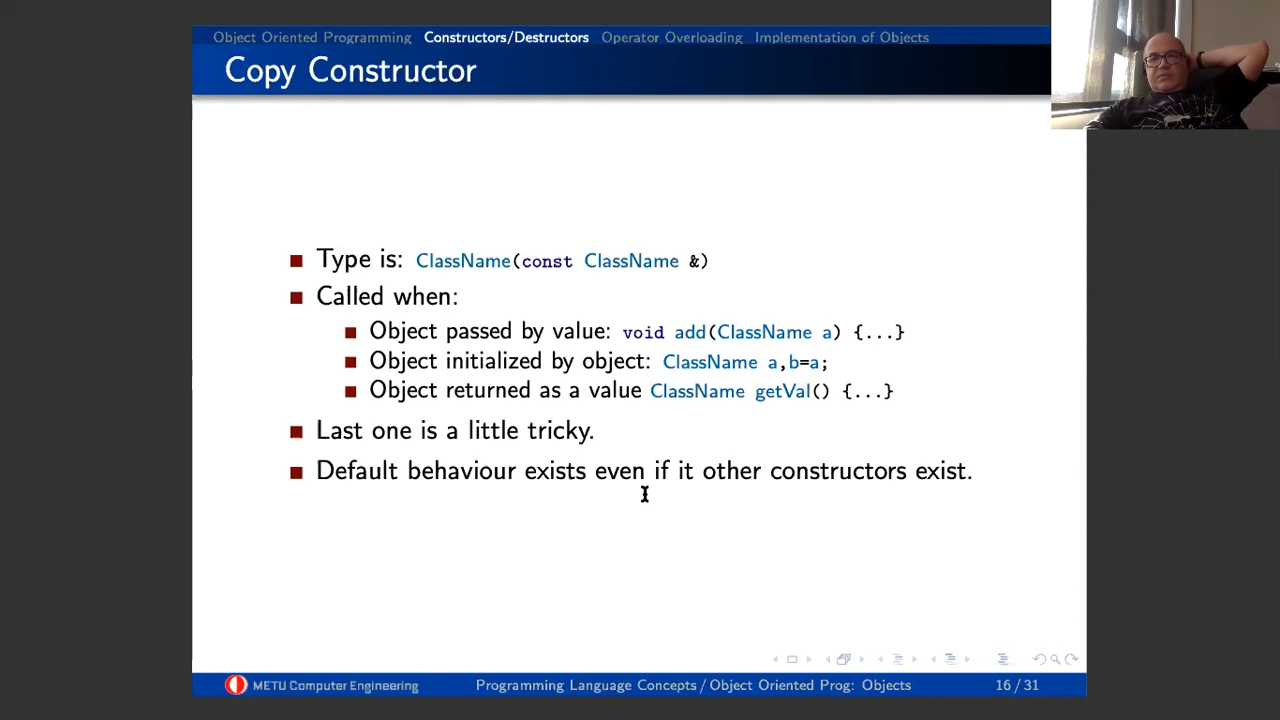 Object Oriented Programming Constructors/Destructors Operator Overloading Implementation of Objects
Copy Constructor
Type is: ClassName(const ClassName &)
Called when:
Object passed by value: void add(ClassName a) {...}
Object initialized by object: ClassName a,b=a;
Object returned as a value ClassName getVal() {...}
Last one is a little tricky.
Default behaviour exists even if it other constructors exist.
METU Computer Engineering Programming Language Concepts / Object Oriented Prog: Objects 16 / 31